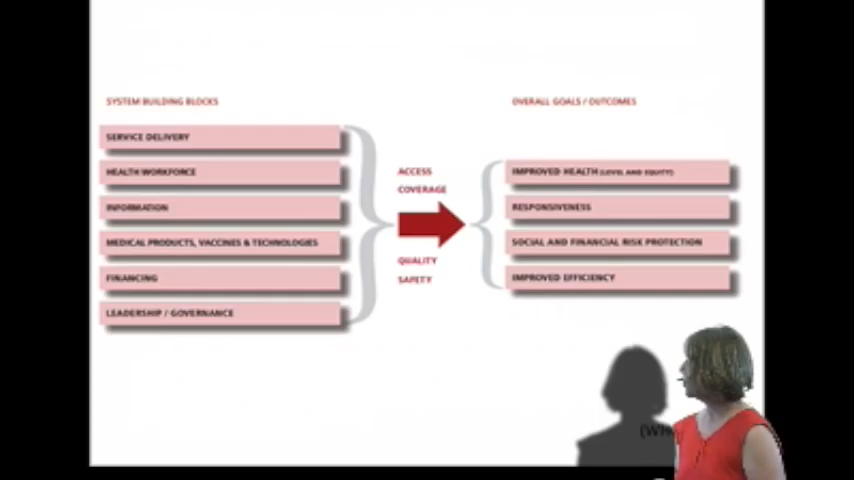 SYSTEM BUILDING BLOCKS
SERVICE DELIVERY
HEALTH WORKFORCE
INFORMATION
MEDICAL PRODUCTS, VACCINES & TECHNOLOGIES
FINANCING
LEADERSHIP / GOVERNANCE
ACCESS
COVERAGE
QUALITY
SAFETY
OVERALL GOALS / OUTCOMES
IMPROVED HEALTH (LEVEL AND EQUITY)
RESPONSIVENESS
SOCIAL AND FINANCIAL RISK PROTECTION
IMPROVED EFFICIENCY